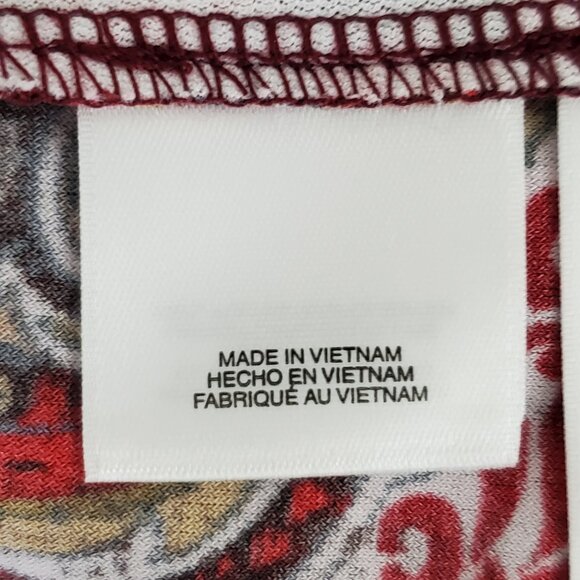 MADE IN VIETNAM
HECHO EN VIETNAM
FABRIQUÉ AU VIETNAM